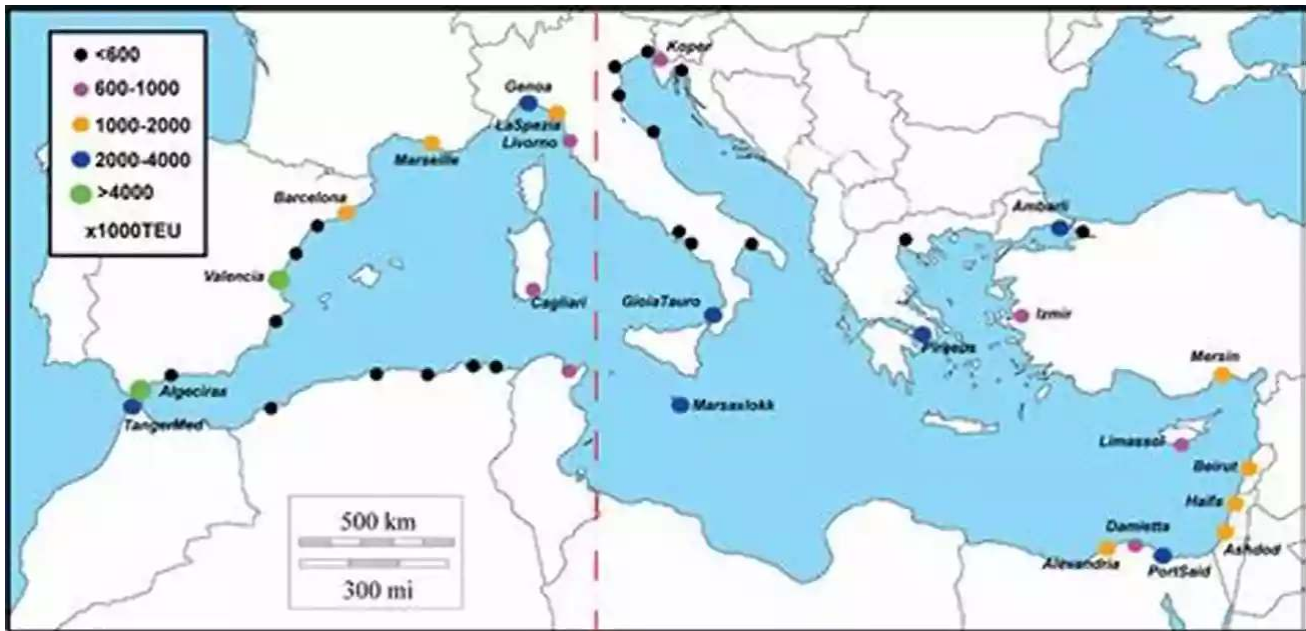 <600
600-1000
1000-2000
2000-4000
>4000
x1000TEU
Koper
Genoa
LaSpezia
Livorno
Marseille
Barcelona
Valencia
Cagliari
GioiaTauro
Ambarli
Izmir
Pireeus
Mersin
Algeciras
TangerMed
Marsaxlokk
Limassol
Beirut
Haifa
Damietta
Ashdod
Alexandria
PortSaid
500 km
300 mi